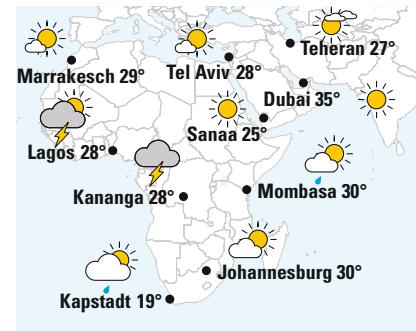 Teheran 27°
Marrakesch 29°
Tel Aviv 28°
Dubai 35°
Sanaa 25°
Lagos 28°
Kananga 28°
Mombasa 30°
Johannesburg 30°
Kapstadt 19°